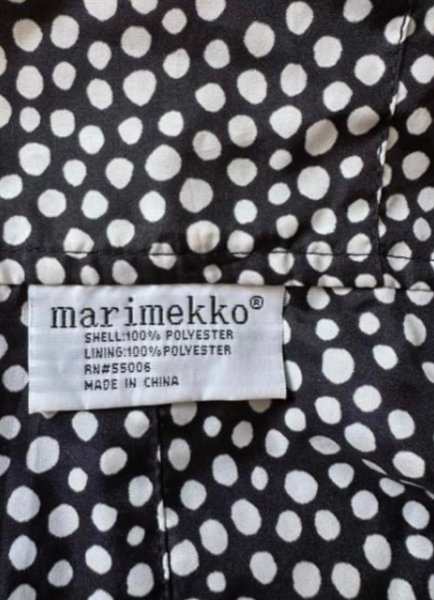 marimekko®
SHELL:100% POLYESTER
LINING:100%POLYESTER
RN#55006
MADE IN CHINA